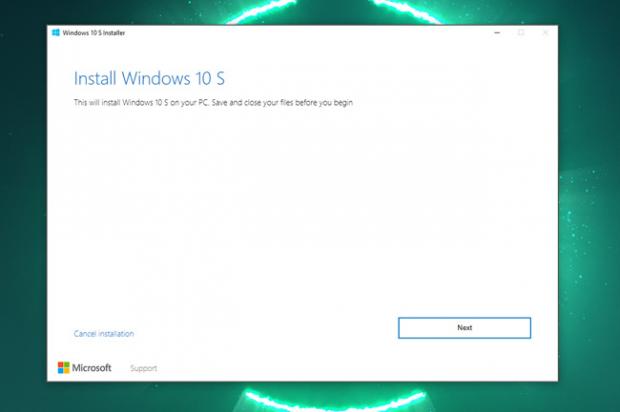 Windows 10 S Installer
Install Windows 10 S
This will install Windows 10 S on your PC. Save and close your files before you begin
Next
Cancel installation
Microsoft
Support